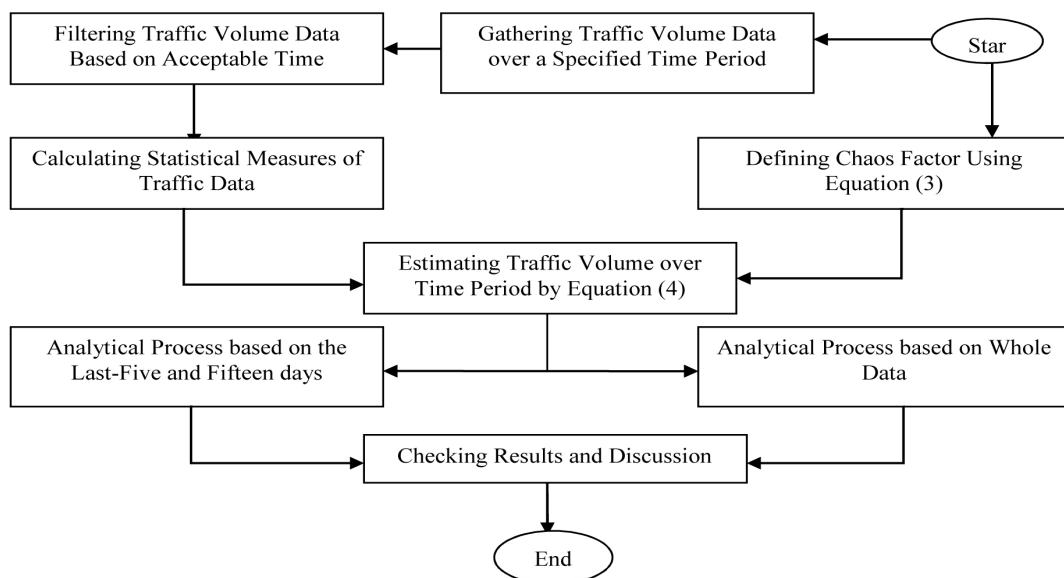 Filtering Traffic Volume Data
Based on Acceptable Time
Gathering Traffic Volume Data
over a Specified Time Period
Star
Calculating Statistical Measures of
Traffic Data
Defining Chaos Factor Using
Equation (3)
Estimating Traffic Volume over
Time Period by Equation (4)
Analytical Process based on the
Last-Five and Fifteen days
Analytical Process based on Whole
Data
Checking Results and Discussion
End